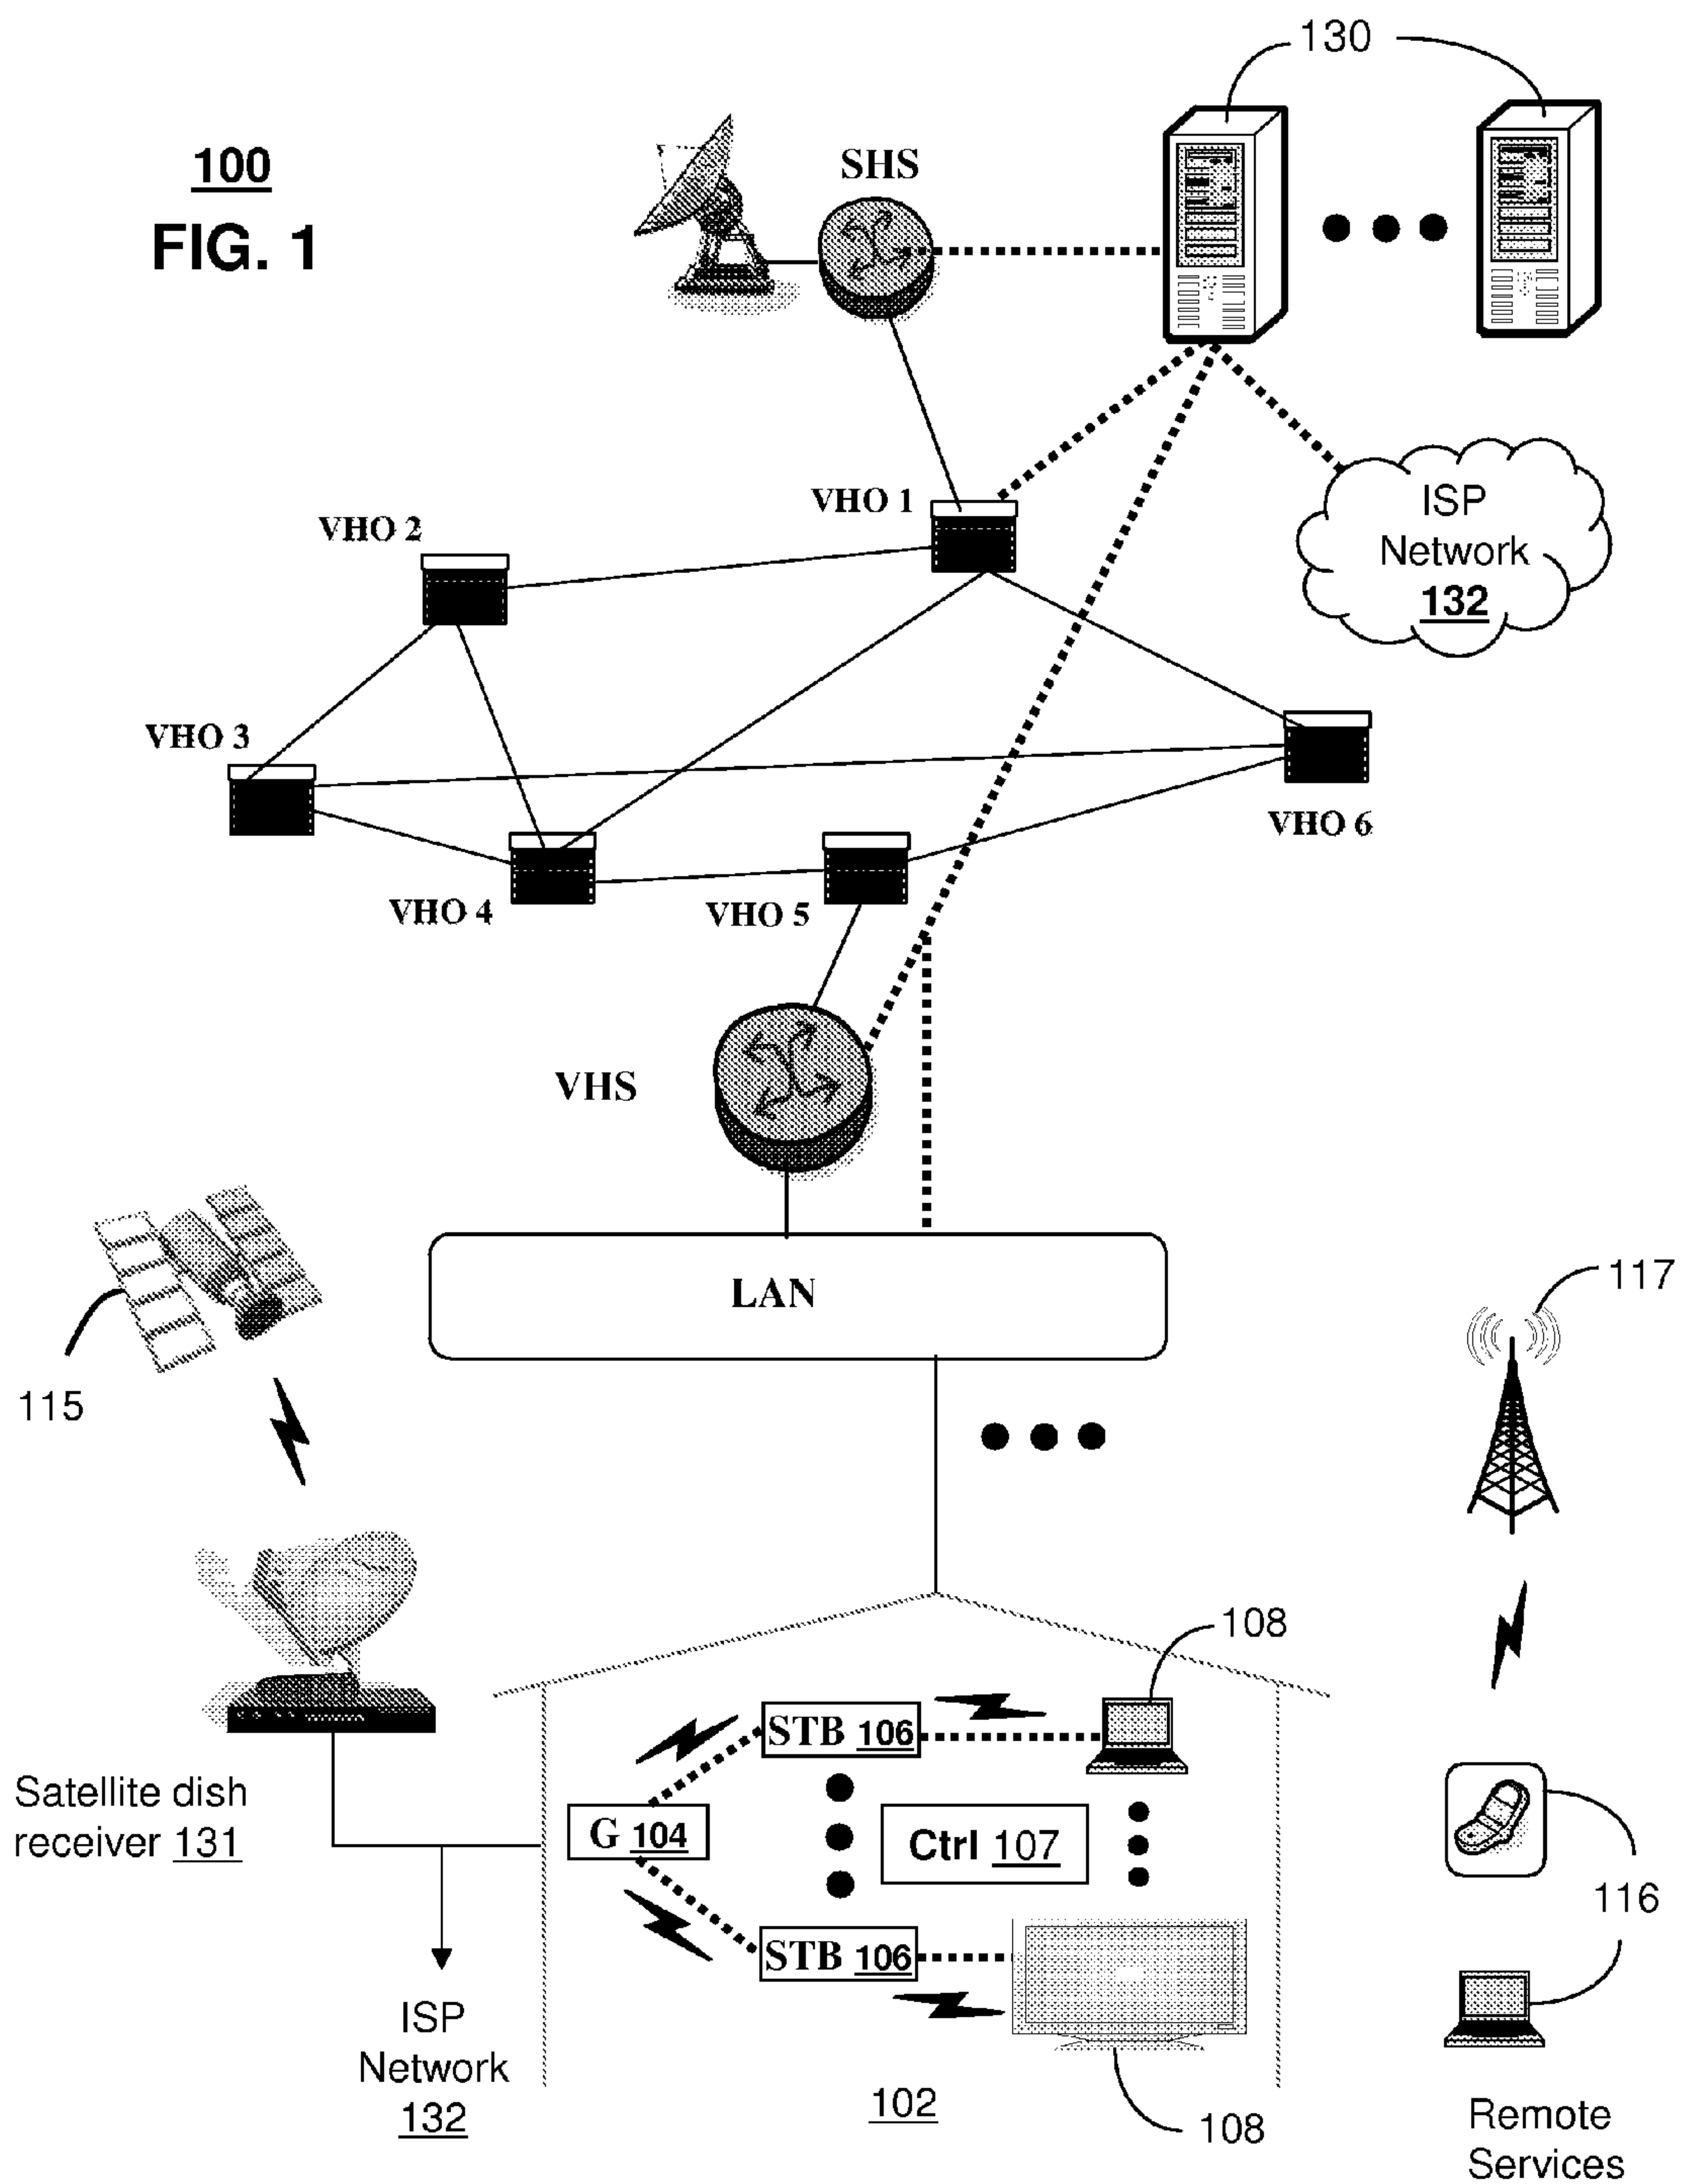 130
100
FIG. 1
SHS
ISP
Network
132
VHO 1
VHO 2
VHO 3
VHO 6
VHO 4
VHO 5
VHS
LAN
117
115
108
STB 106
Satellite dish
receiver 131
G 104
Ctrl 107
116
STB 106
ISP
Network
132
102
108
Remote
Services